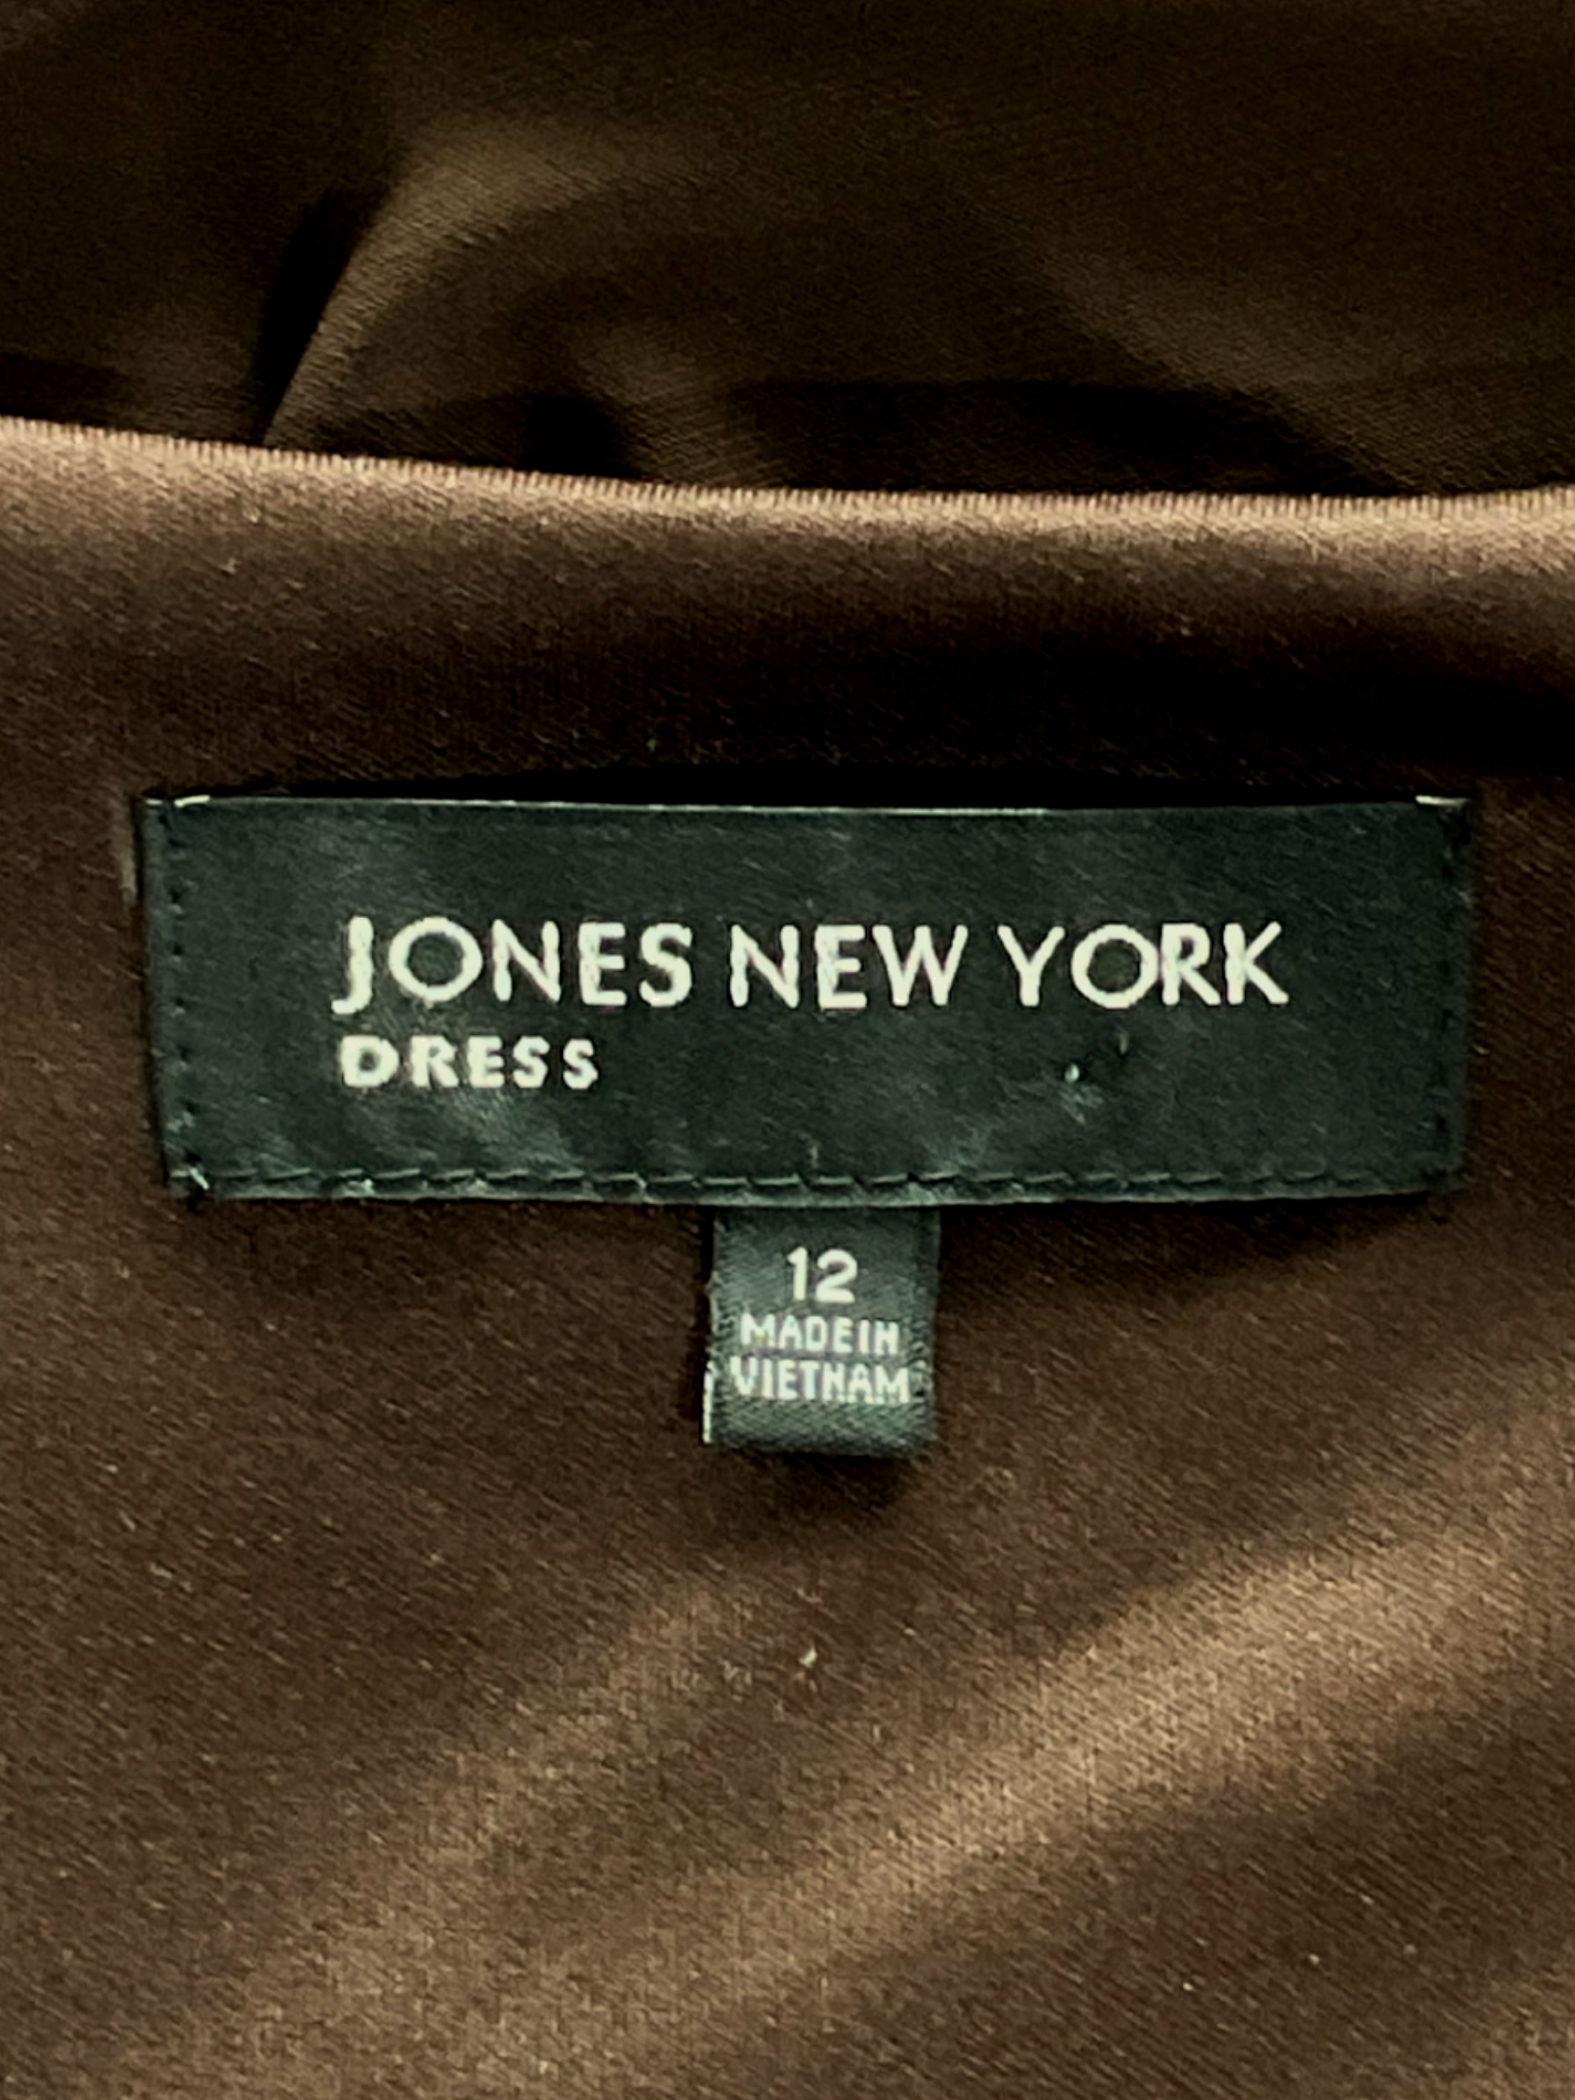 JONES NEW YORK
DRESS
12
MADE IN
VIETNAM